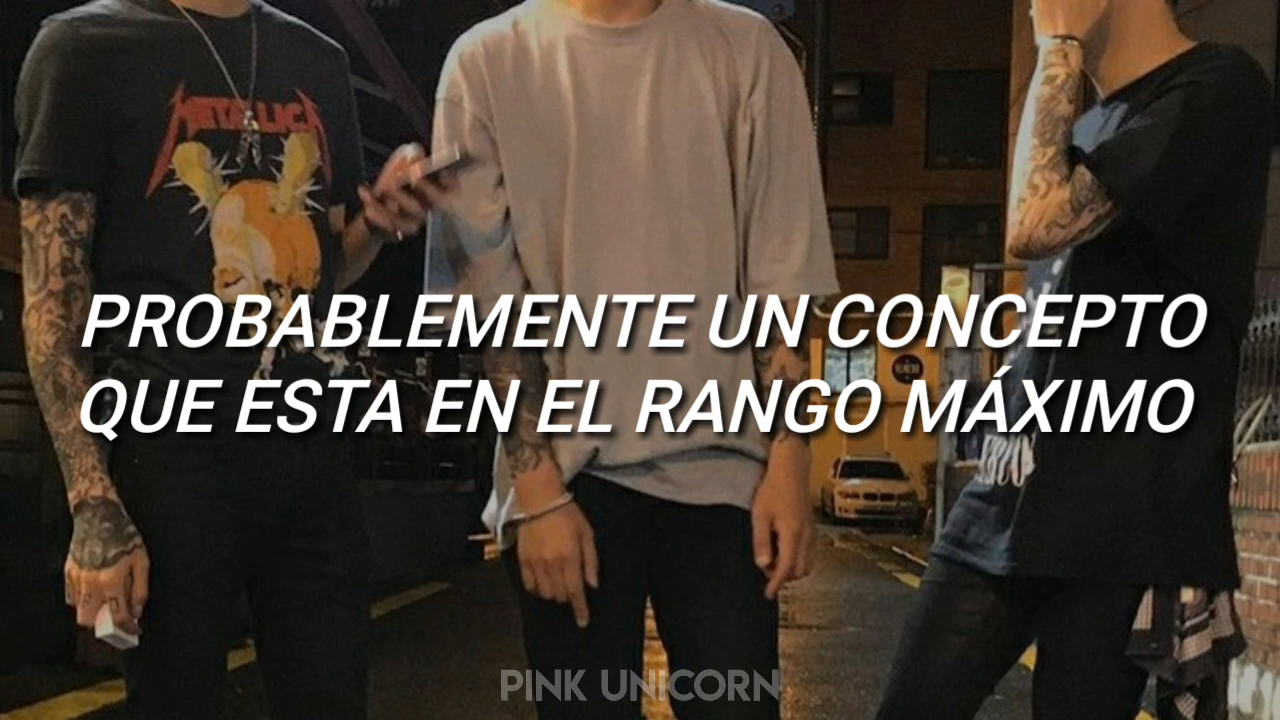 METALLICA
PROBABLEMENTE UN CONCEPTO
QUE ESTA EN EL RANGO MÁXIMO
PINK UNICORN